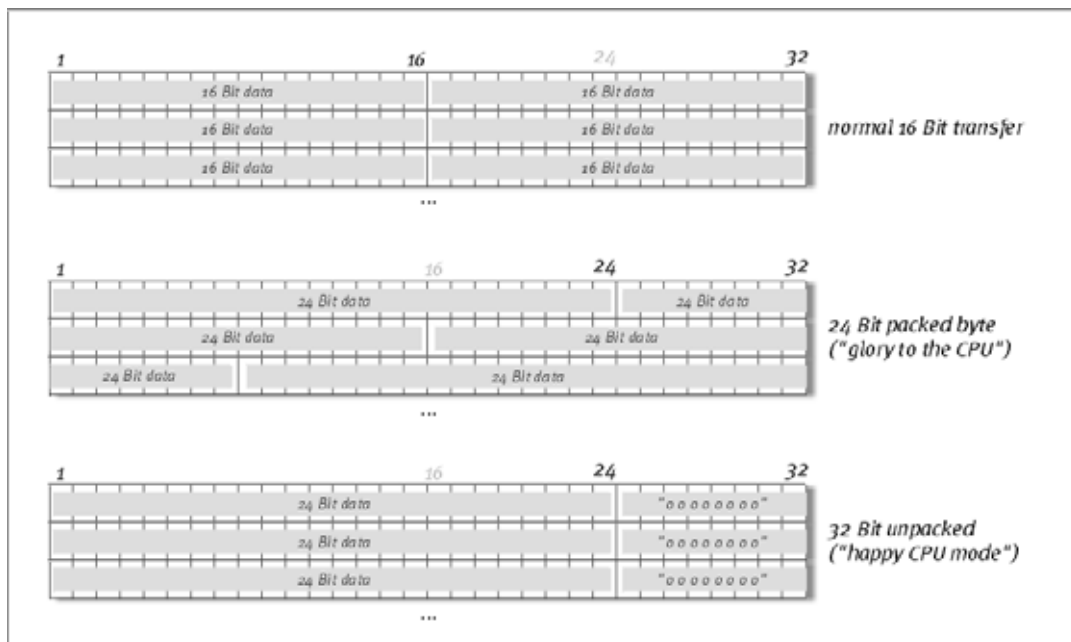 1 16 24 32
16 Bit data 16 Bit data
16 Bit data 16 Bit data
16 Bit data 16 Bit data
normal 16 Bit transfer
...
1 16 24 32
24 Bit data 24 Bit data
24 Bit data 24 Bit data
24 Bit data 24 Bit data
24 Bit packed byte
("glory to the CPU")
...
1 16 24 32
24 Bit data "0 0 0 0 0 0 0 0"
24 Bit data "0 0 0 0 0 0 0 0"
24 Bit data "0 0 0 0 0 0 0 0"
32 Bit unpacked
("happy CPU mode")
...